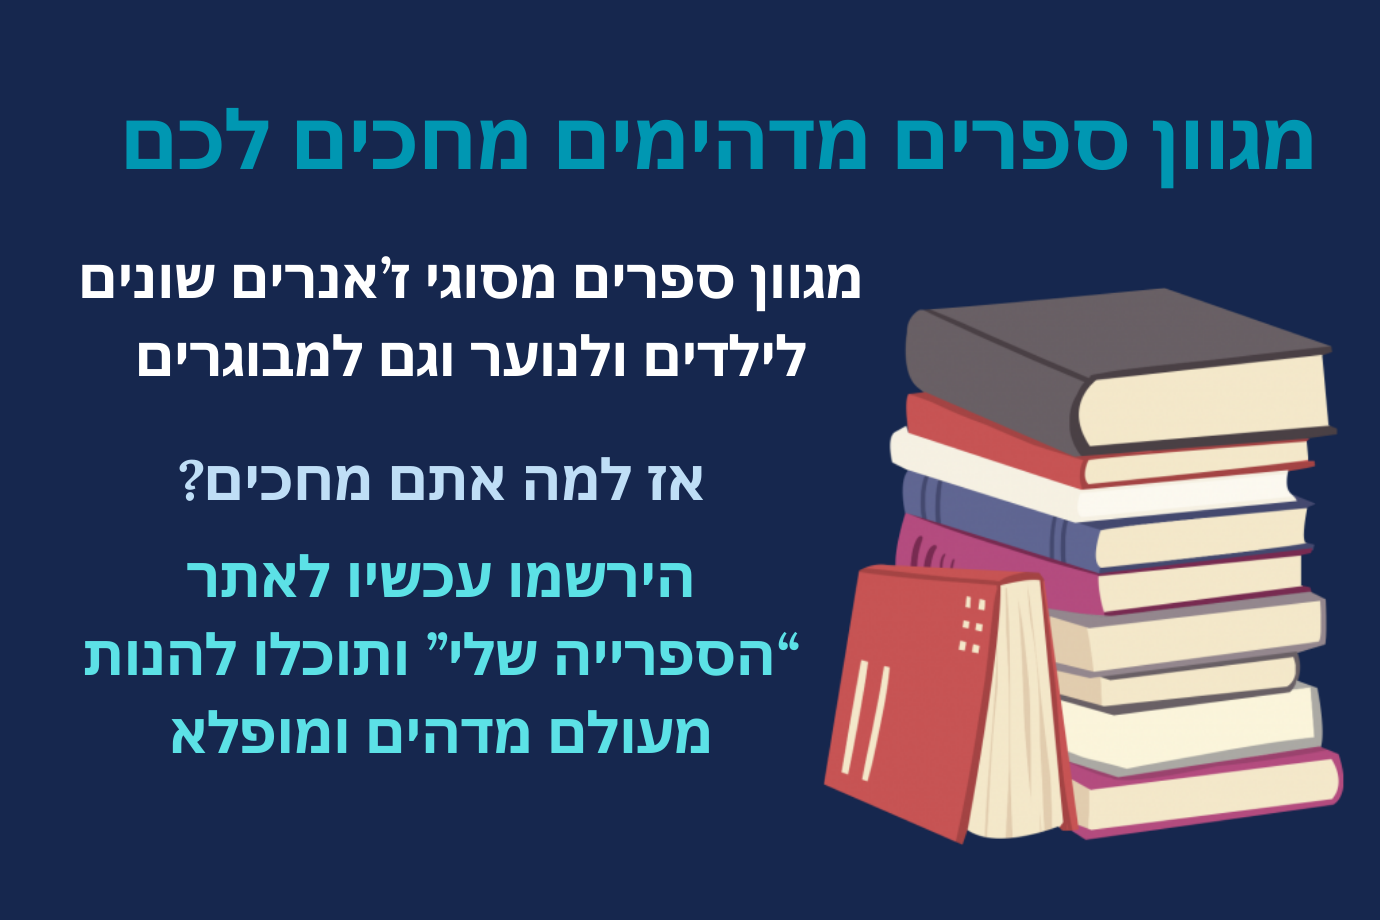 מגוון ספרים מדהימים מחכים לכם
מגוון ספרים מסוגי ז'אנרים שונים
לילדים ולנוער וגם למבוגרים
אז למה אתם מחכים?
הירשמו עכשיו לאתר
“הספרייה שלי” ותוכלו להנות
מעולם מדהים ומופלא